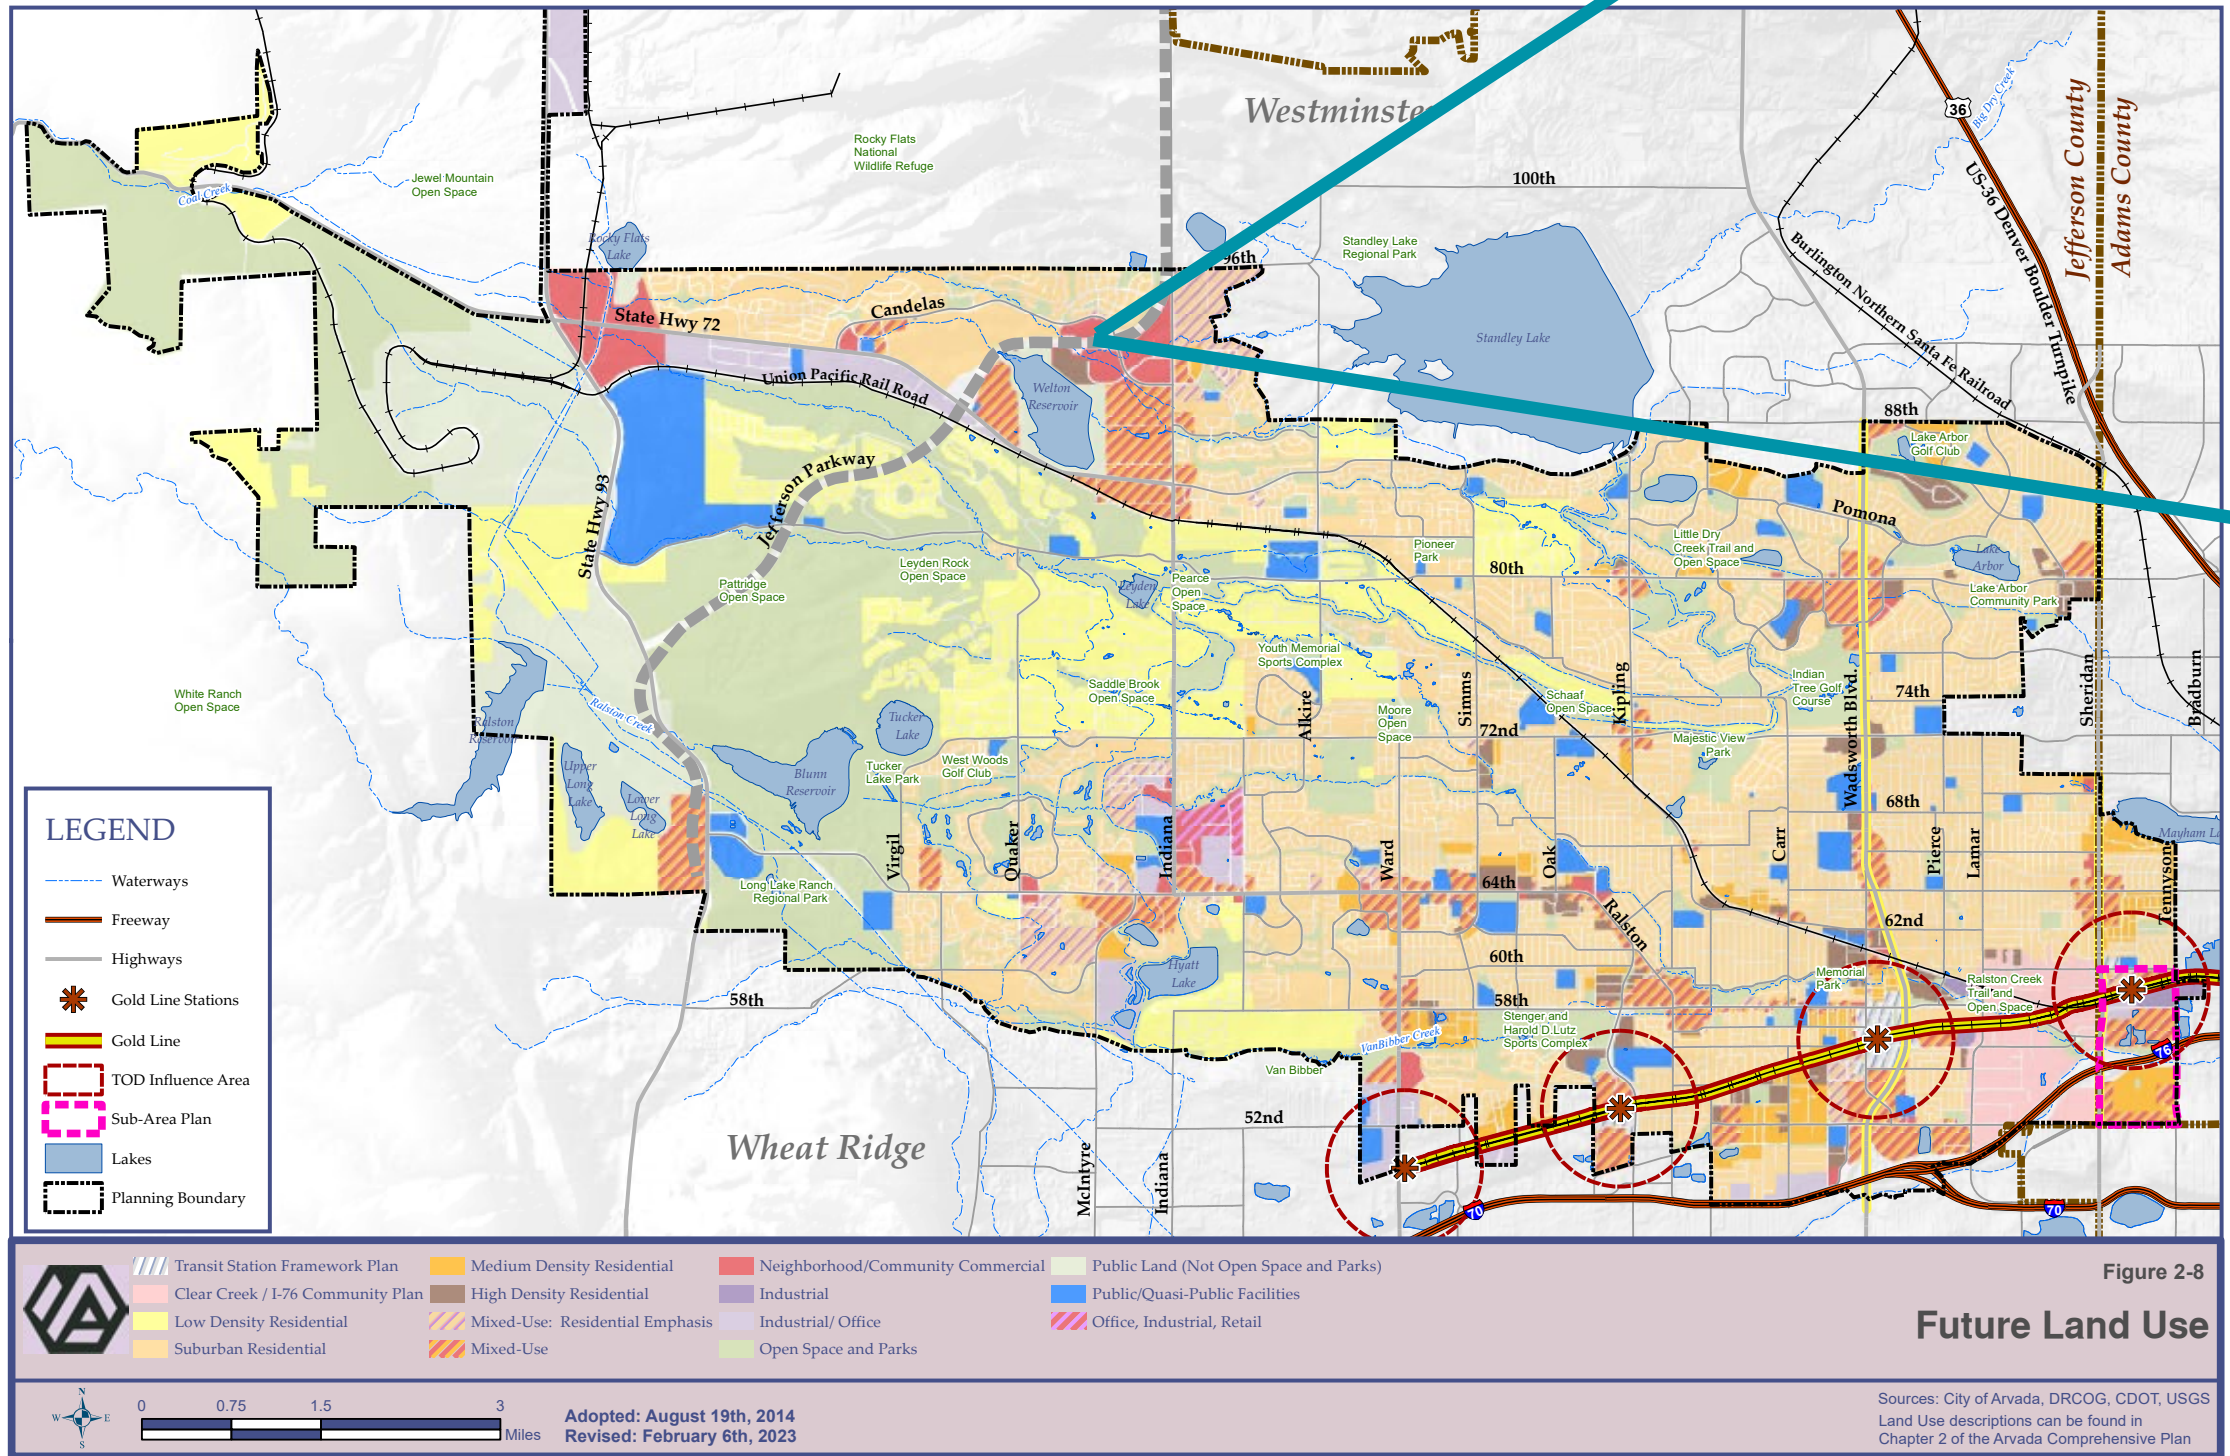 Westminster
Jefferson County
Adams County
36
Big Dry Creek
US-36 Denver Boulder Turnpike
Rocky Flats
National
Wildlife Refuge
Jewel Mountain
Open Space
Coal Creek
100th
Rocky Flats
Lake
96th
Standley Lake
Regional Park
Burlington Northern Santa Fe Railroad
Candelas
State Hwy 72
Standley Lake
Union Pacific Rail Road
Welton
Reservoir
88th
Lake Arbor
Golf Club
Jefferson Parkway
State Hwy 93
Pomona
Pioneer
Park
Little Dry
Creek Trail and
Open Space
Lake
Arbor
Leyden Rock
Open Space
80th
Pattridge
Open Space
Leyden
Lake
Pearce
Open
Space
Lake Arbor
Community Park
Youth Memorial
Sports Complex
Saddle Brook
Open Space
White Ranch
Open Space
Ralston
Reservoir
Ralston Creek
Tucker
Lake
Alkire
Moore
Open
Space
Simms
Schaaf
Open Space
Kipling
Indian
Tree Golf
Course
74th
Sheridan
Bradburn
72nd
Majestic View
Park
Wadsworth Blvd.
Upper
Long
Lake
Lower
Long
Lake
Blunn
Reservoir
Tucker
Lake Park
West Woods
Golf Club
68th
Mayham La
Virgil
Quaker
Indiana
Ward
Oak
Carr
Pierce
Lamar
Tennyson
Long Lake Ranch
Regional Park
64th
62nd
Ralston
60th
Hyatt
Lake
Memorial
Park
Ralston Creek
Trail and
Open Space
58th
58th
Stenger and
Harold D.Lutz
Sports Complex
VanBibber Creek
Van Bibber
76
52nd
Wheat Ridge
McIntyre
Indiana
70
70
LEGEND
Waterways
Freeway
Highways
Gold Line Stations
Gold Line
TOD Influence Area
Sub-Area Plan
Lakes
Planning Boundary
Transit Station Framework Plan
Clear Creek / I-76 Community Plan
Low Density Residential
Suburban Residential
Medium Density Residential
High Density Residential
Mixed-Use: Residential Emphasis
Mixed-Use
Neighborhood/Community Commercial
Industrial
Industrial/ Office
Open Space and Parks
Public Land (Not Open Space and Parks)
Public/Quasi-Public Facilities
Office, Industrial, Retail
Figure 2-8
Future Land Use
N
W E
S
0 0.75 1.5 3
Miles
Adopted: August 19th, 2014
Revised: February 6th, 2023
Sources: City of Arvada, DRCOG, CDOT, USGS
Land Use descriptions can be found in
Chapter 2 of the Arvada Comprehensive Plan